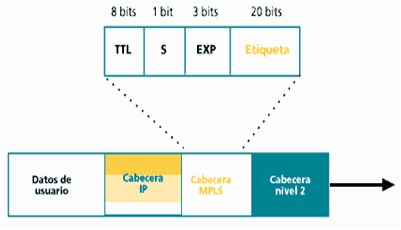 8 bits 1 bit 3 bits 20 bits
TTL S EXP Etiqueta
Datos de usuario
Cabecera IP
Cabecera MPLS
Cabecera nivel 2